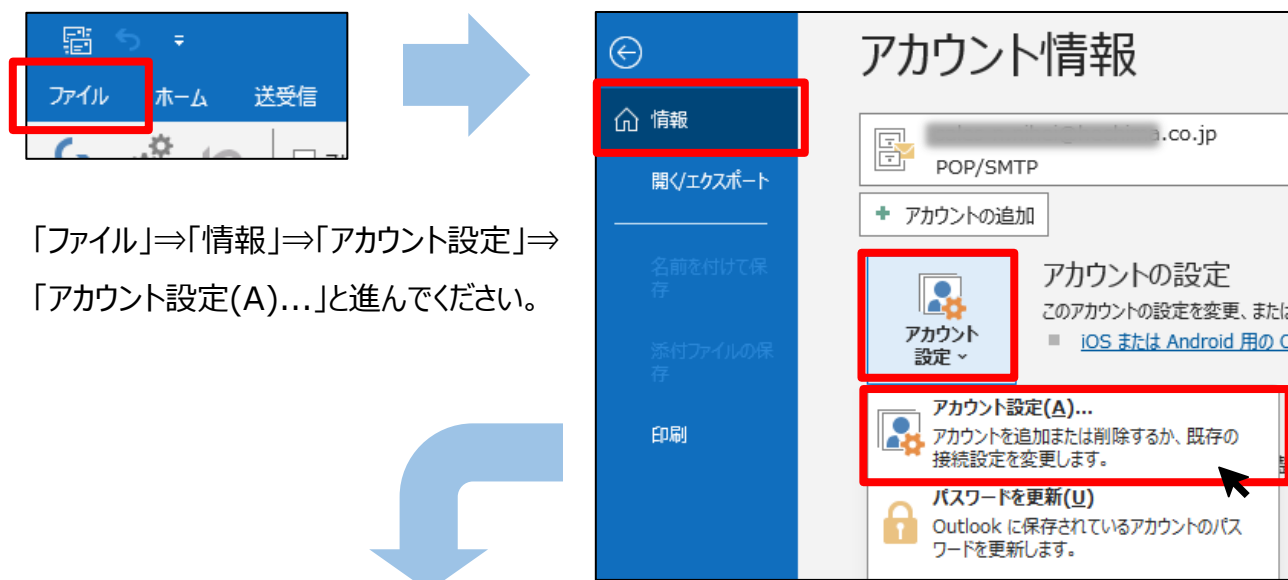 ファイル ホーム 送受信
「ファイル」⇒「情報」⇒「アカウント設定」⇒
「アカウント設定(A)...」と進んでください。
情報
開く/エクスポート
名前を付けて保
存
添付ファイルの保
存
印刷
アカウント情報
.co.jp
POP/SMTP
アカウントの追加
アカウント
設定
アカウントの設定
このアカウントの設定を変更、または
iOS または Android 用の
アカウント設定(A)...
アカウントを追加または削除するか、既存の
接続設定を変更します。
パスワードを更新(U)
Outlook に保存されているアカウントのパス
ワードを更新します。